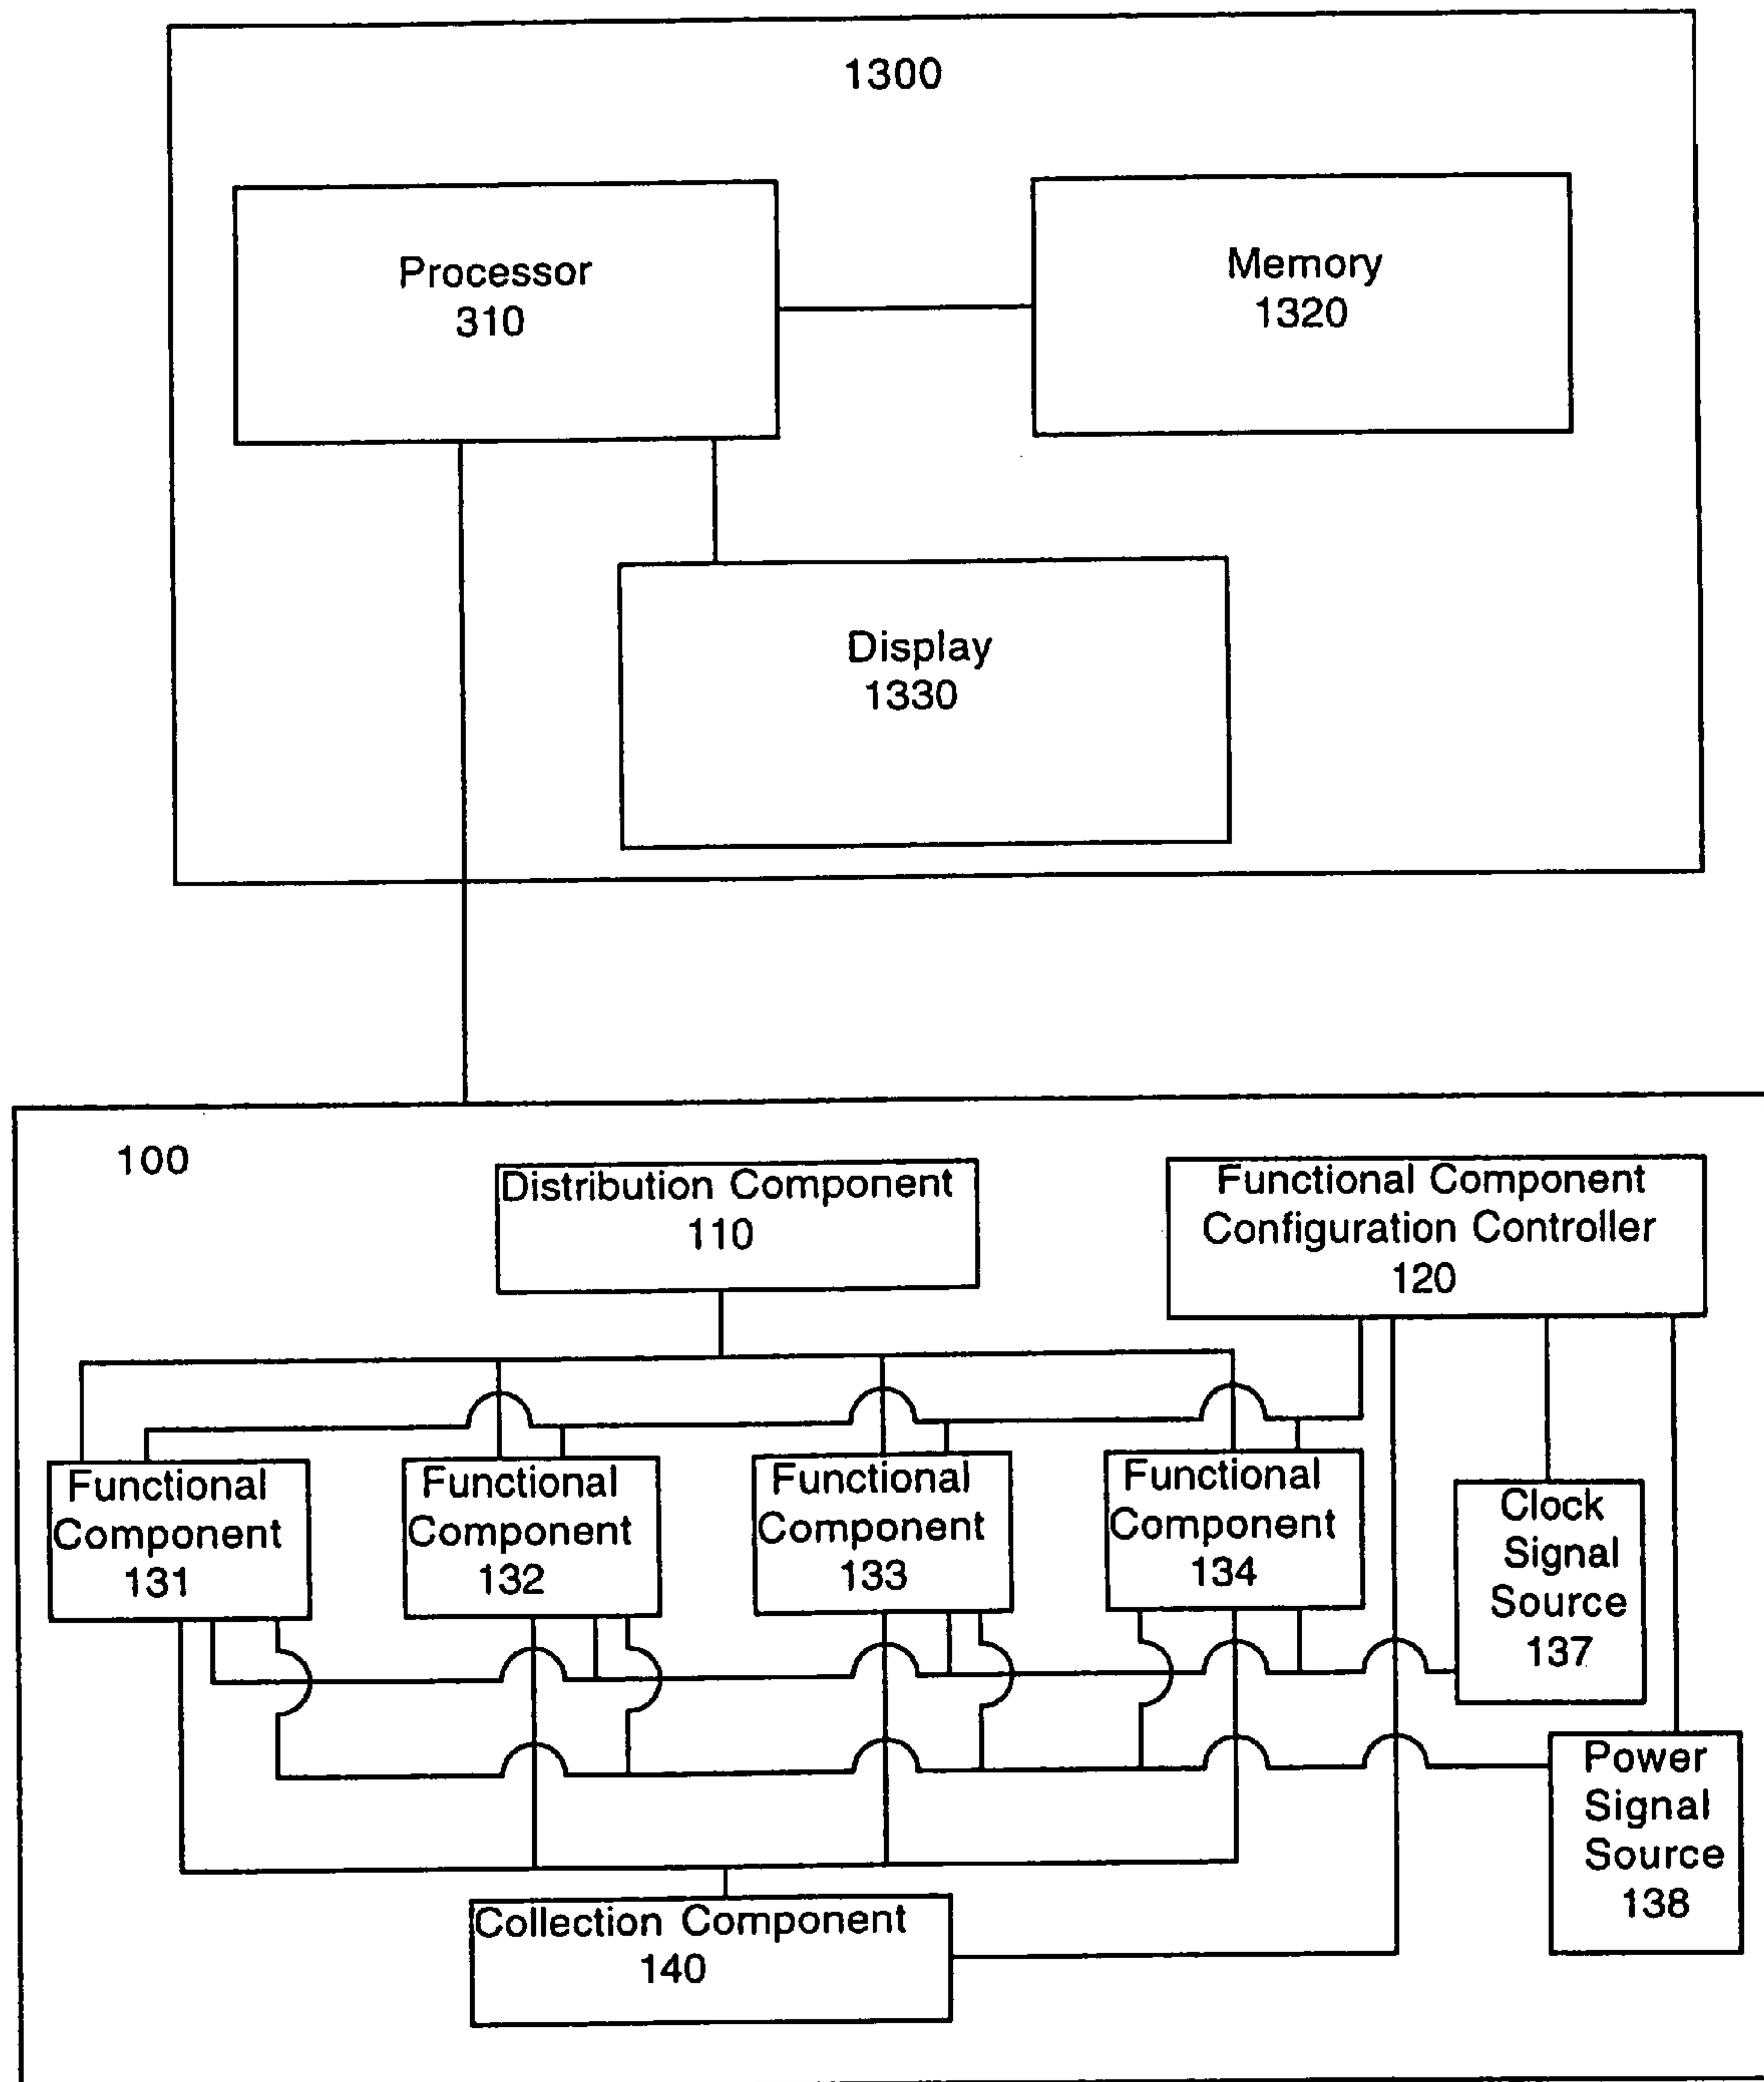 1300
Processor
310
Memory
1320
Display
1330
100
Distribution Component
110
Functional Component
Configuration Controller
120
Functional
Component
131
Functional
Component
132
Functional
Component
133
Functional
Component
134
Clock
Signal
Source
137
Power
Signal
Source
138
Collection Component
140